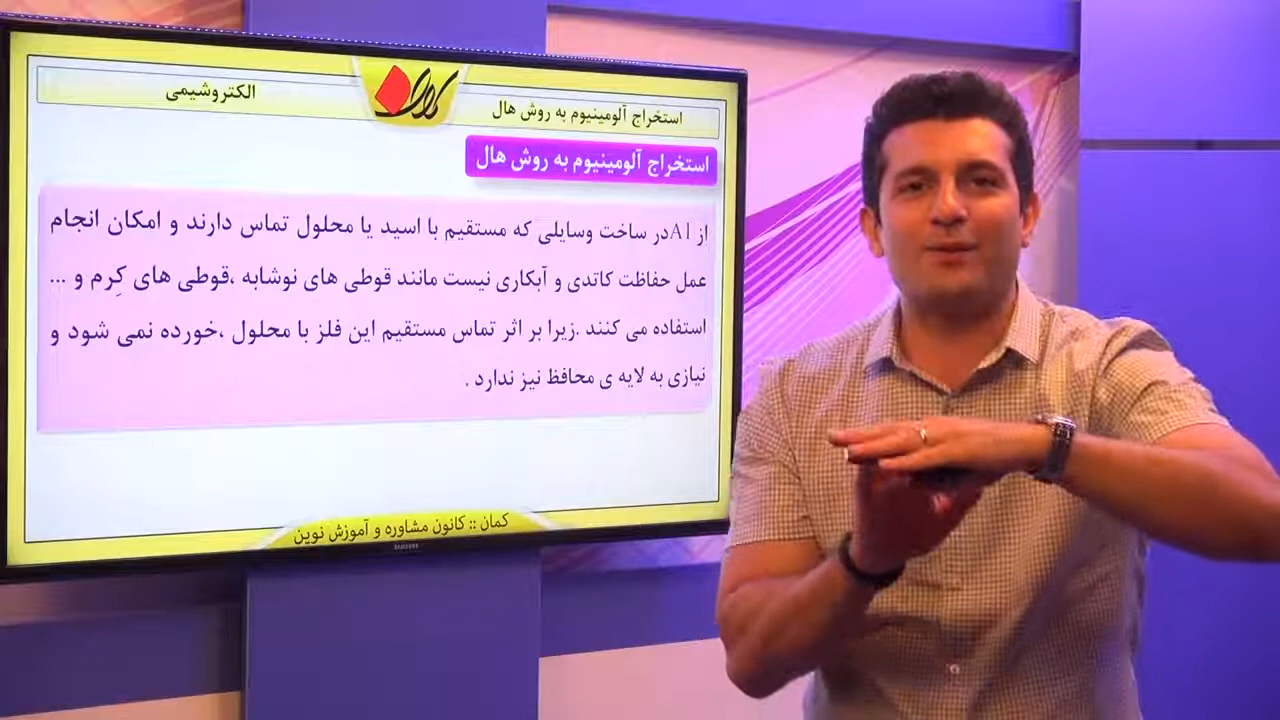 استخراج آلومینیوم به روش هال
کمان
الکتروشیمی
استخراج آلومینیوم به روش هال
از Alدر ساخت وسایلی که مستقیم با اسید یا محلول تماس دارند و امکان انجام
عمل حفاظت کاتدی و آبکاری نیست مانند قوطی های نوشابه ،قوطی های کِرم و ...
استفاده می کنند .زیرا بر اثر تماس مستقیم این فلز با محلول ،خورده نمی شود و
نیازی به لایه ی محافظ نیز ندارد .
کمان :: کانون مشاوره و آموزش نوین
SAMSUNG